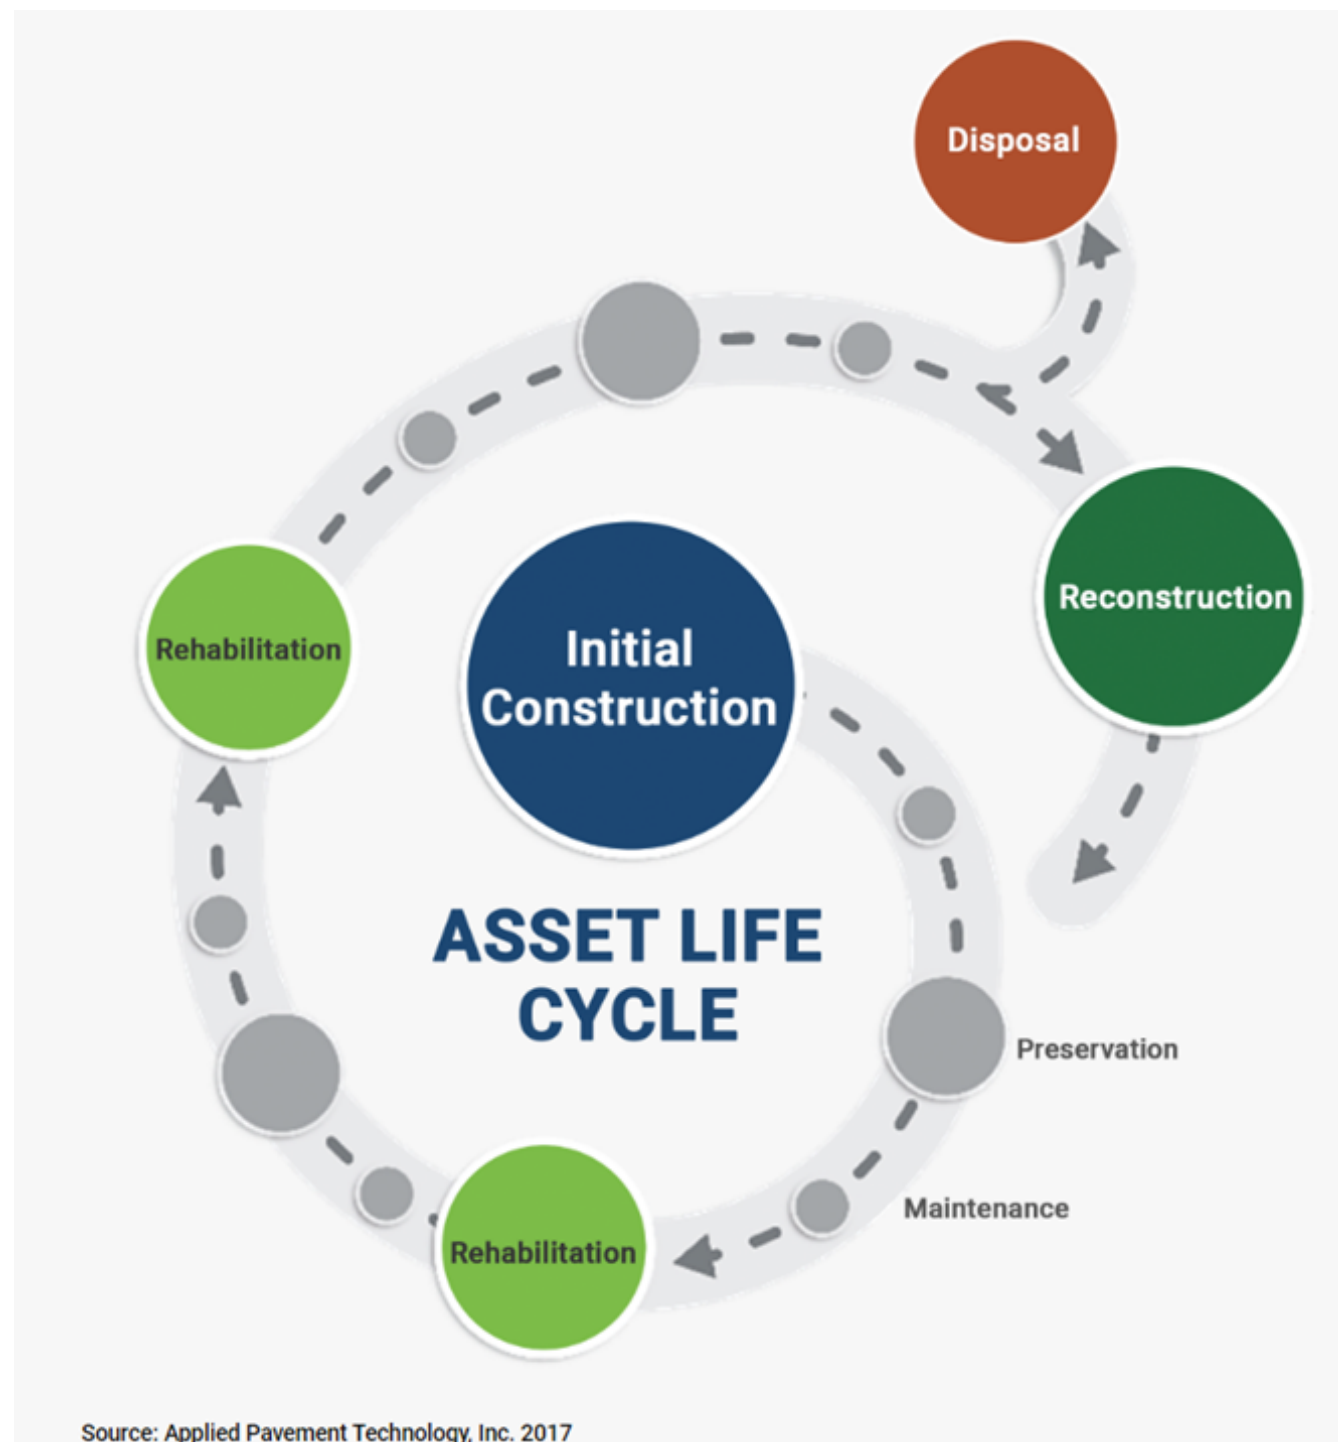 Disposal
Reconstruction
Rehabilitation
Initial
Construction
ASSET LIFE
CYCLE
Preservation
Maintenance
Rehabilitation
Source: Applied Pavement Technology, Inc. 2017